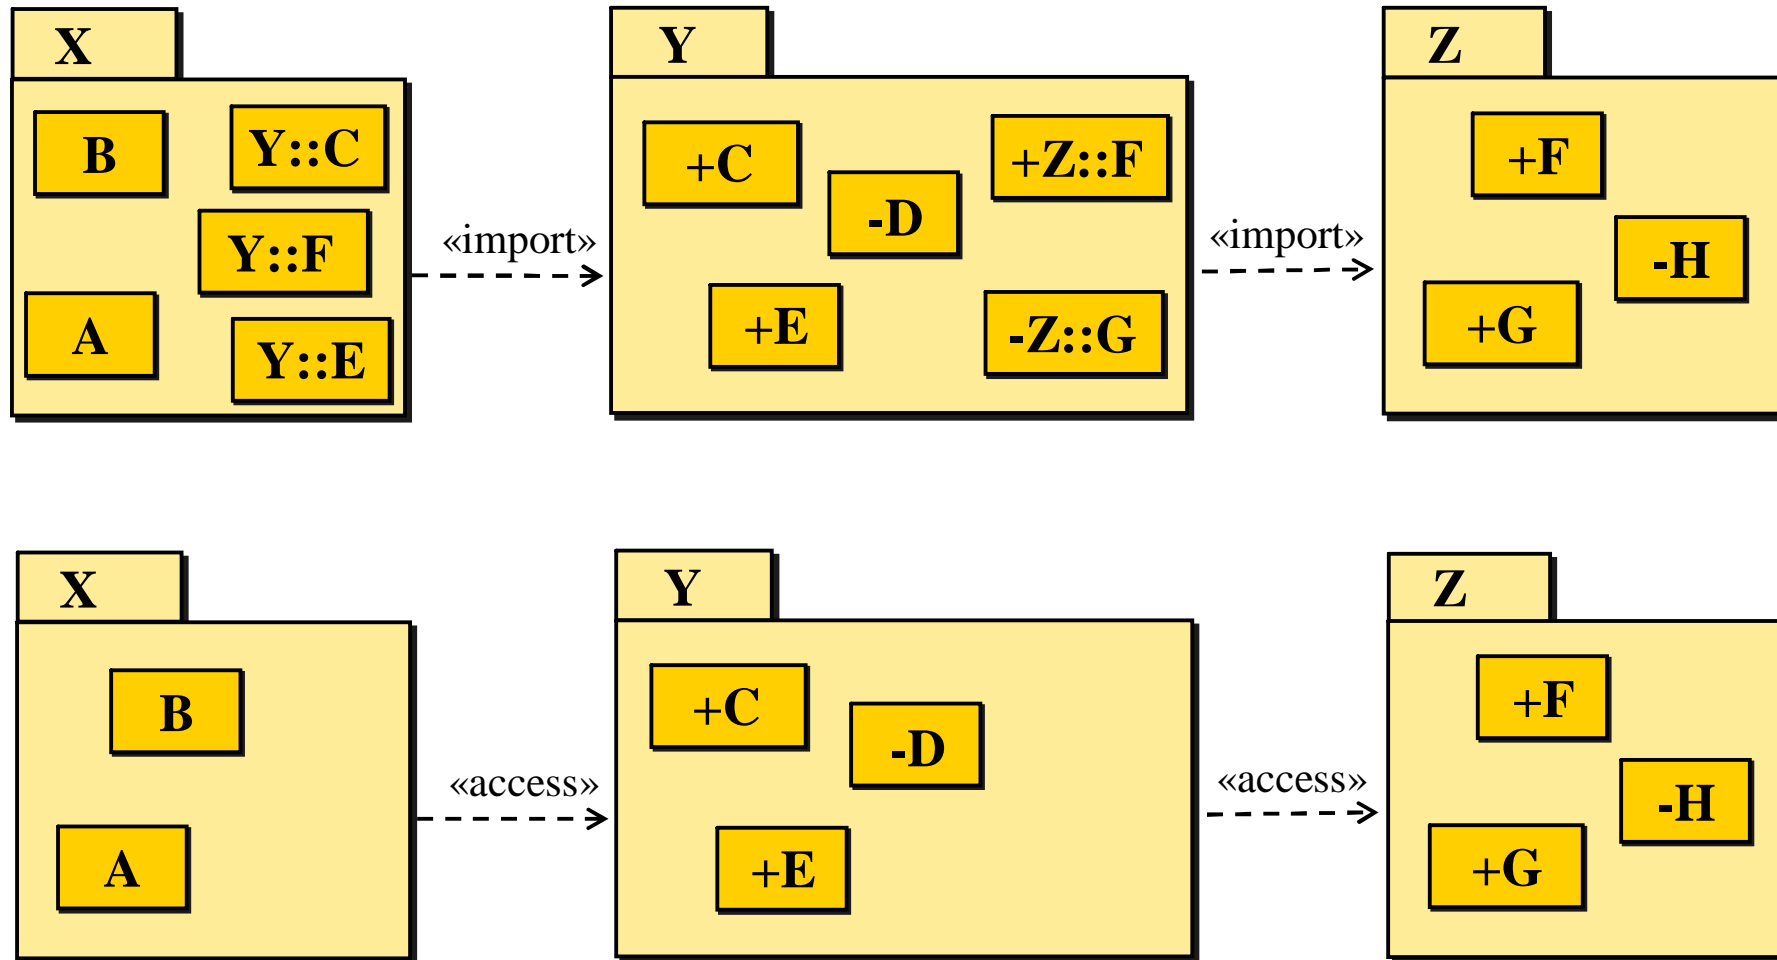 X
B
Y::C
Y::F
A
Y::E
«import»
Y
+C
-D
+Z::F
+E
-Z::G
«import»
Z
+F
-H
+G
X
B
A
«access»
Y
+C
-D
+E
«access»
Z
+F
-H
+G